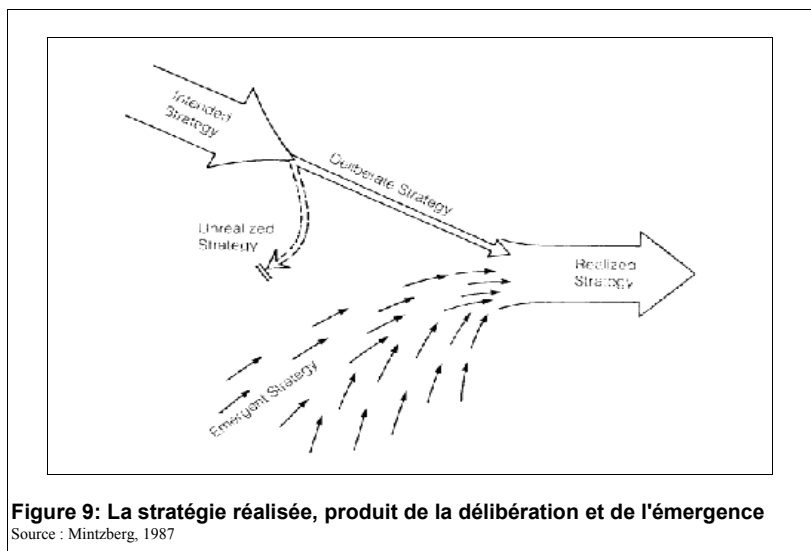 Intended
Strategy
Deliberate Strategy
Unrealized
Strategy
Realized
Strategy
Emergent Strategy
Figure 9: La stratégie réalisée, produit de la délibération et de l'émergence
Source : Mintzberg, 1987